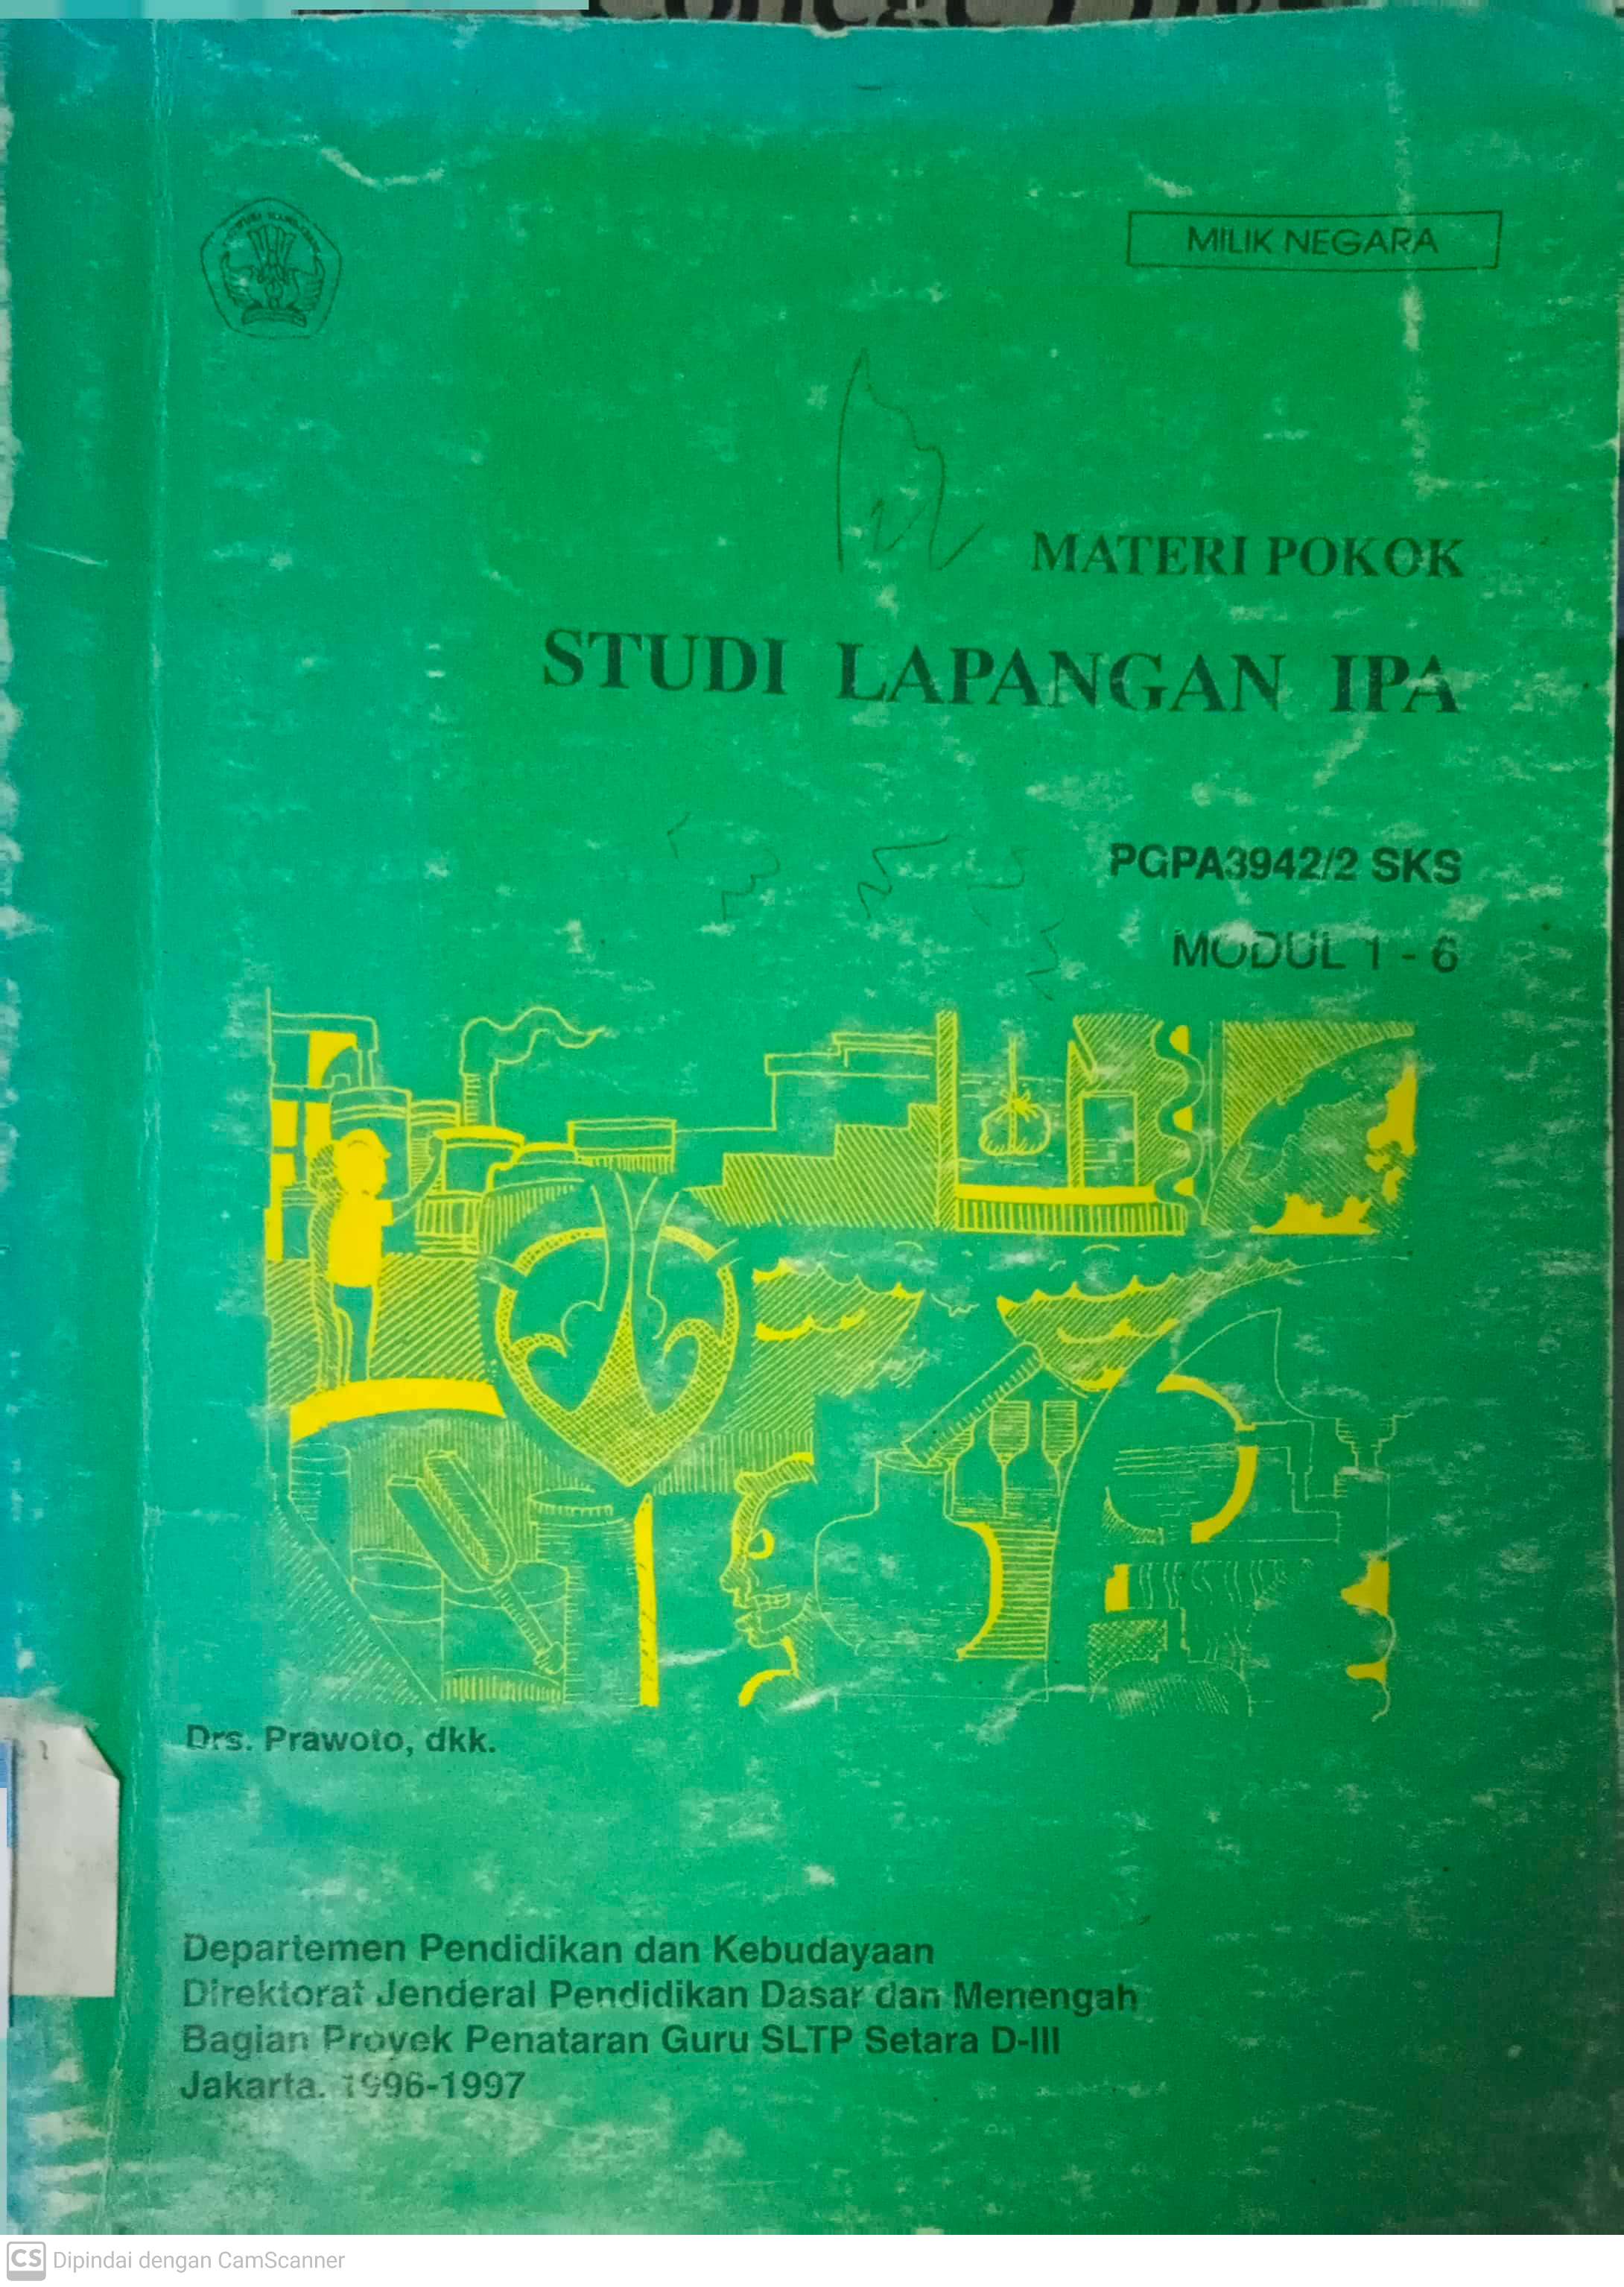 MILIK NEGARA
MATERI POKOK
STUDI LAPANGAN IPA
PGPA3942/2 SKS
MODUL 1 - 6
Drs. Prawoto, dkk.
Departemen Pendidikan dan Kebudayaan
Direktorat Jenderal Pendidikan Dasar dan Menengah
Bagian Proyek Penataran Guru SLTP Setara D-III
Jakarta. 1996-1997
CS Dipindai dengan CamScanner